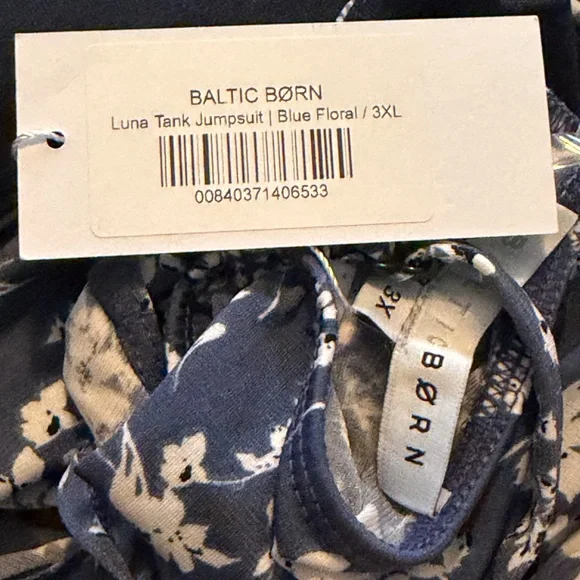 BALTIC BØRN
Luna Tank Jumpsuit | Blue Floral / 3XL
00840371406533
3X
BØRN